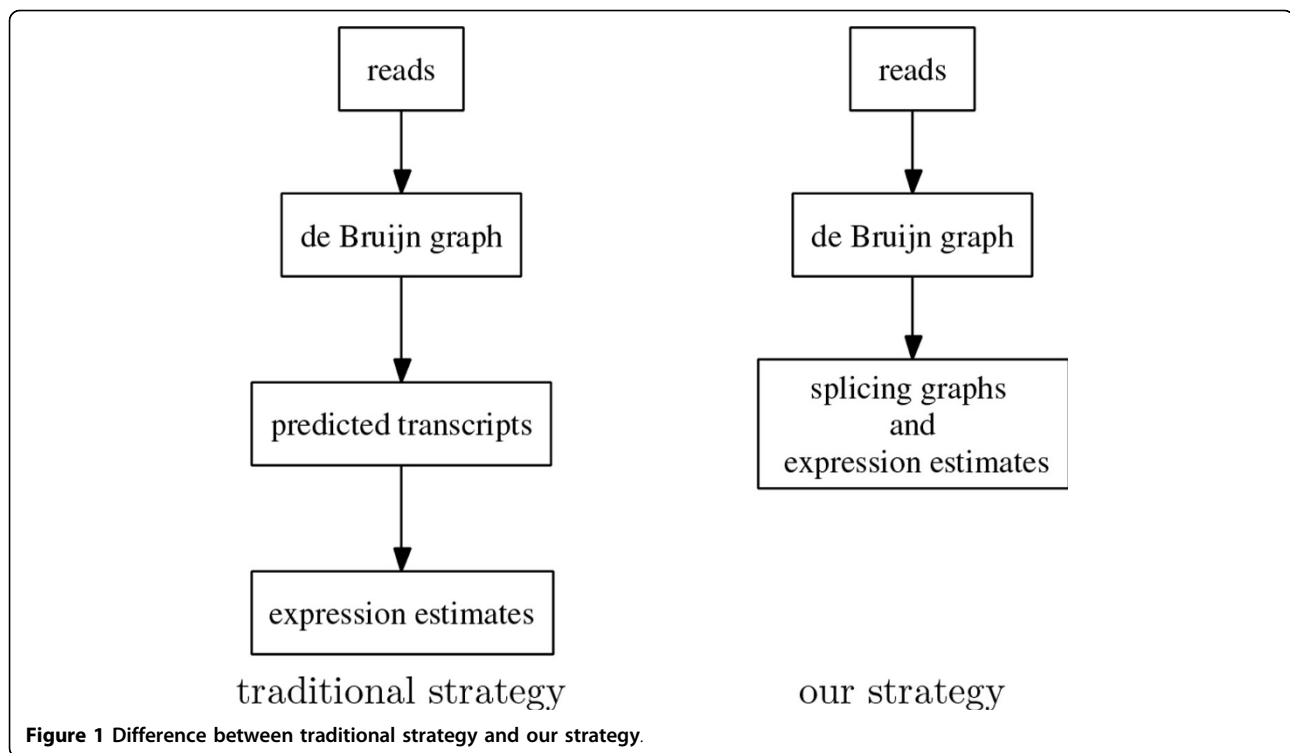 reads
de Bruijn graph
predicted transcripts
expression estimates
traditional strategy
reads
de Bruijn graph
splicing graphs
and
expression estimates
our strategy
Figure 1 Difference between traditional strategy and our strategy.